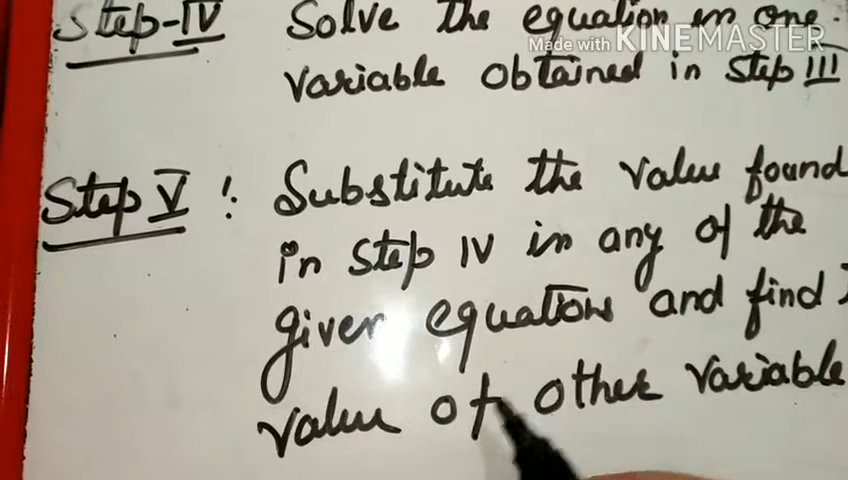 Step-IV Solve the equation in one
Made with KINEMASTER
variable obtained in Step III
Step V : Substitute the value found
in step IV in any of the
given equations and find
value of other variable